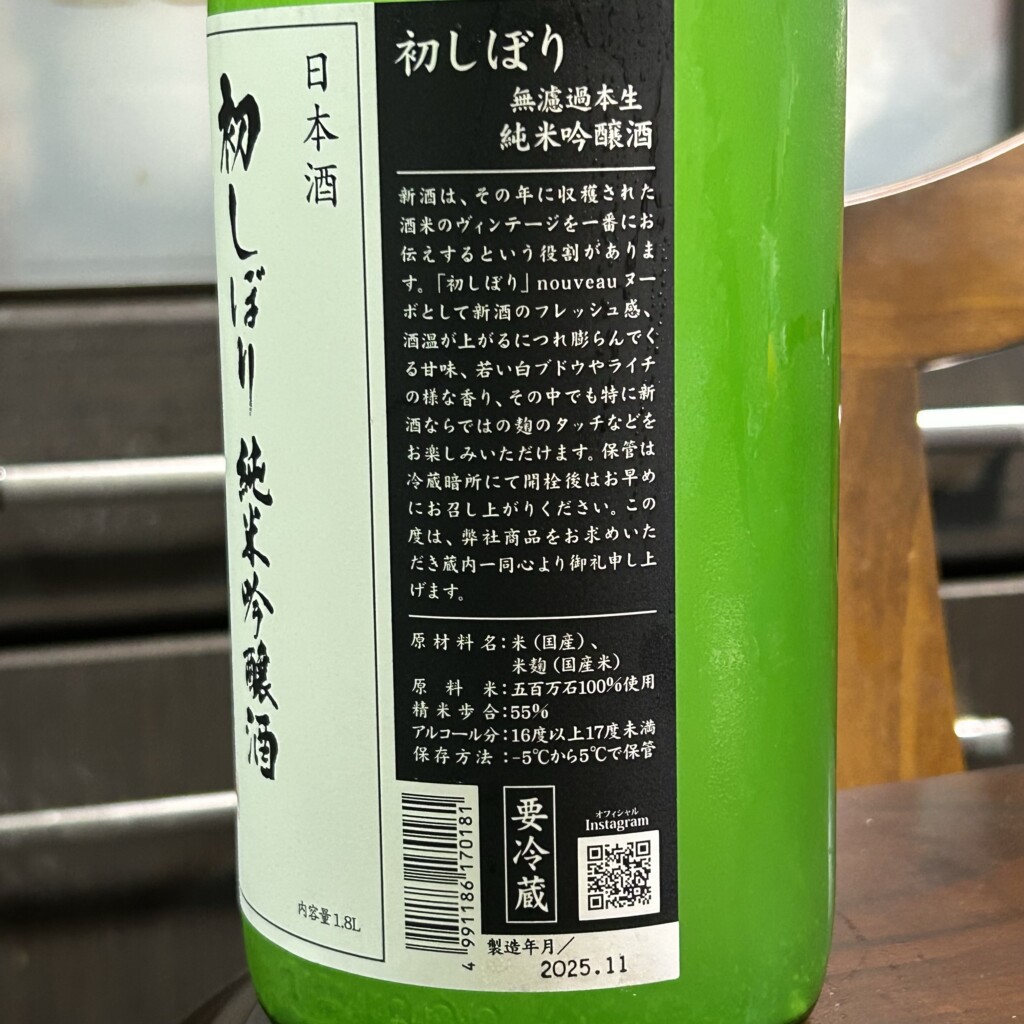 日本酒
初しぼり 純米吟醸酒
内容量1.8L
初しぼり
無濾過本生
純米吟醸酒
新酒は、その年に収穫された
酒米のヴィンテージを一番にお
伝えするという役割がありま
す。「初しぼり」nouveau ヌー
ボとして新酒のフレッシュ感、
酒温が上がるにつれ膨らんでく
る甘味、若い白ブドウやライチ
の様な香り、その中でも特に新
酒ならではの麹のタッチなどを
お楽しみいただけます。保管は
冷蔵暗所にて開栓後はお早め
にお召し上がりください。この
度は、弊社商品をお求めいた
だき蔵内一同心より御礼申し上
げます。
原材料名：米（国産）、
米麹（国産米）
原料米：五百万石100％使用
精米歩合：55％
アルコール分：16度以上17度未満
保存方法：-5℃から5℃で保管
4 991186 170181
要冷蔵
オフィシャル
Instagram
製造年月／
2025.11